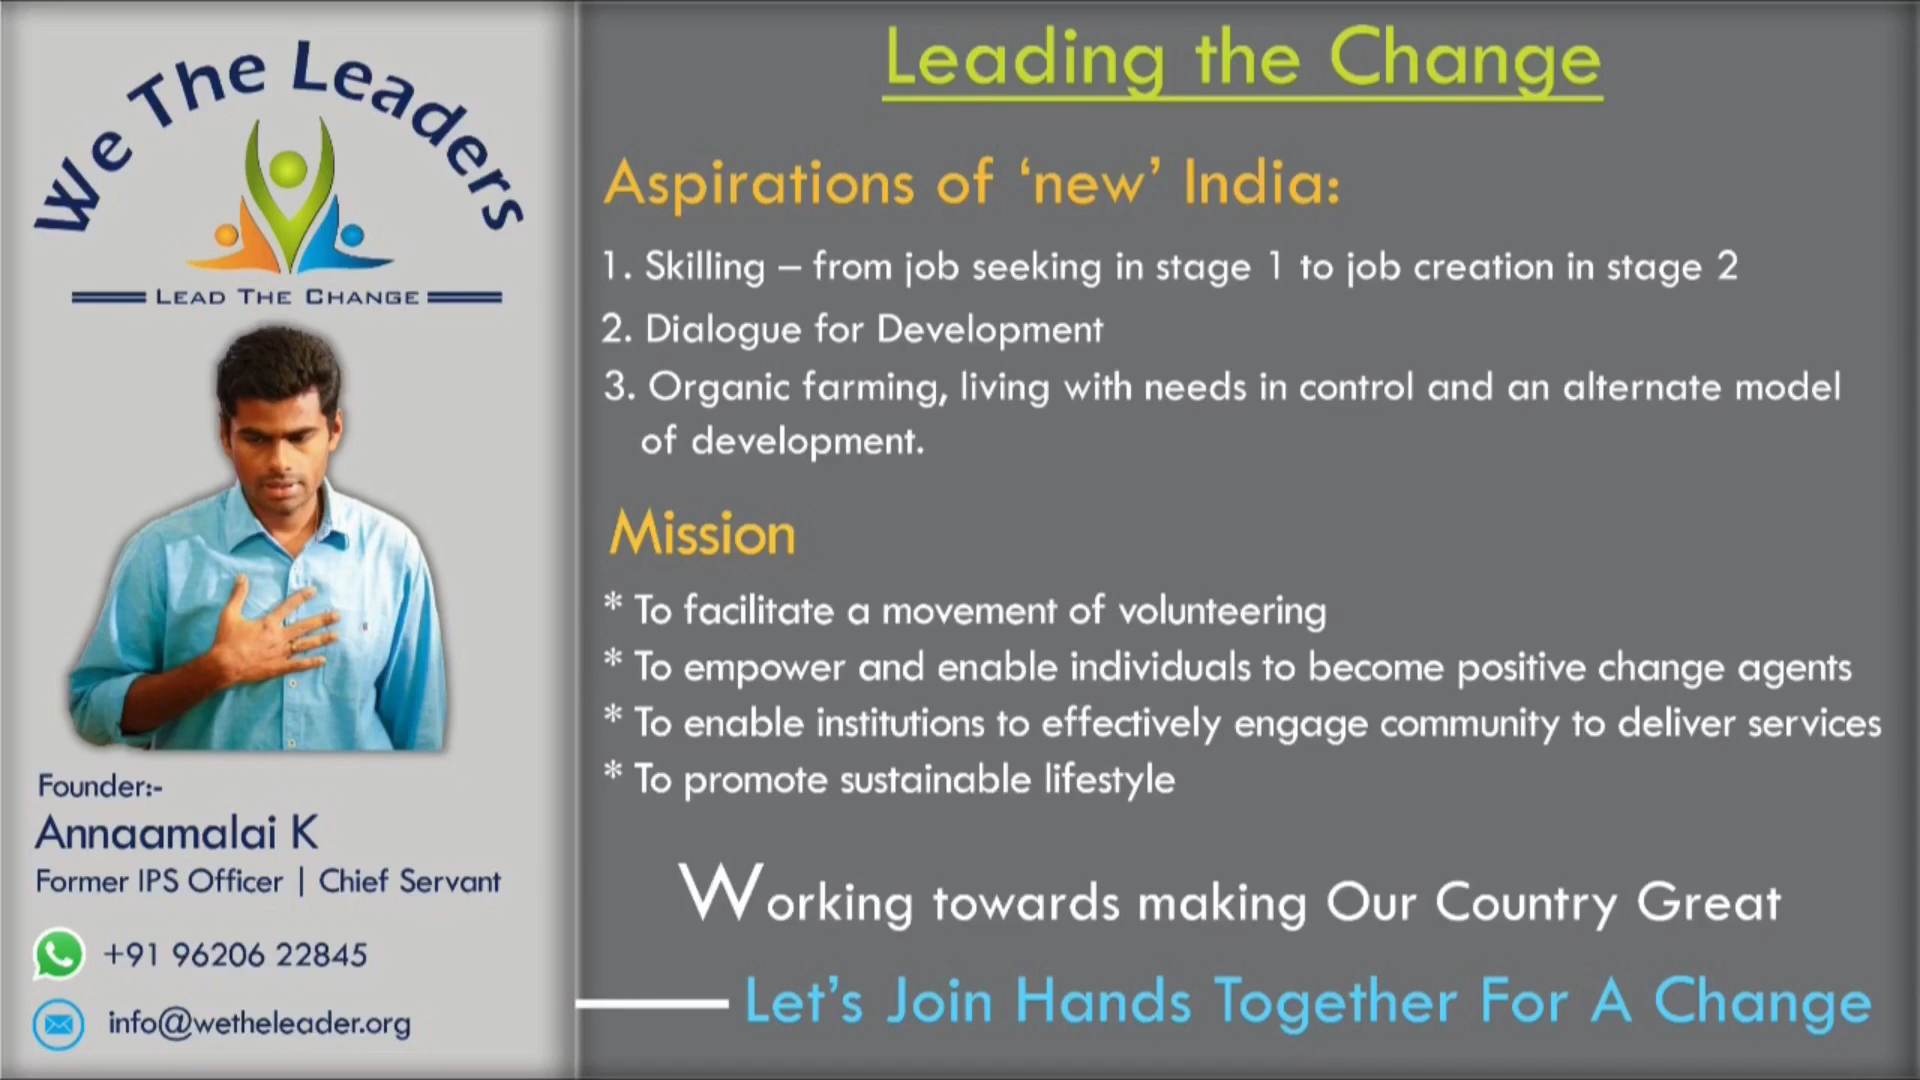 We The Leaders
LEAD THE CHANGE
Founder:-
Annaamalai K
Former IPS Officer | Chief Servant
+91 96206 22845
info@wetheleader.org
Leading the Change
Aspirations of ‘new’ India:
1. Skilling – from job seeking in stage 1 to job creation in stage 2
2. Dialogue for Development
3. Organic farming, living with needs in control and an alternate model
of development.
Mission
* To facilitate a movement of volunteering
* To empower and enable individuals to become positive change agents
* To enable institutions to effectively engage community to deliver services
* To promote sustainable lifestyle
Working towards making Our Country Great
Let’s Join Hands Together For A Change